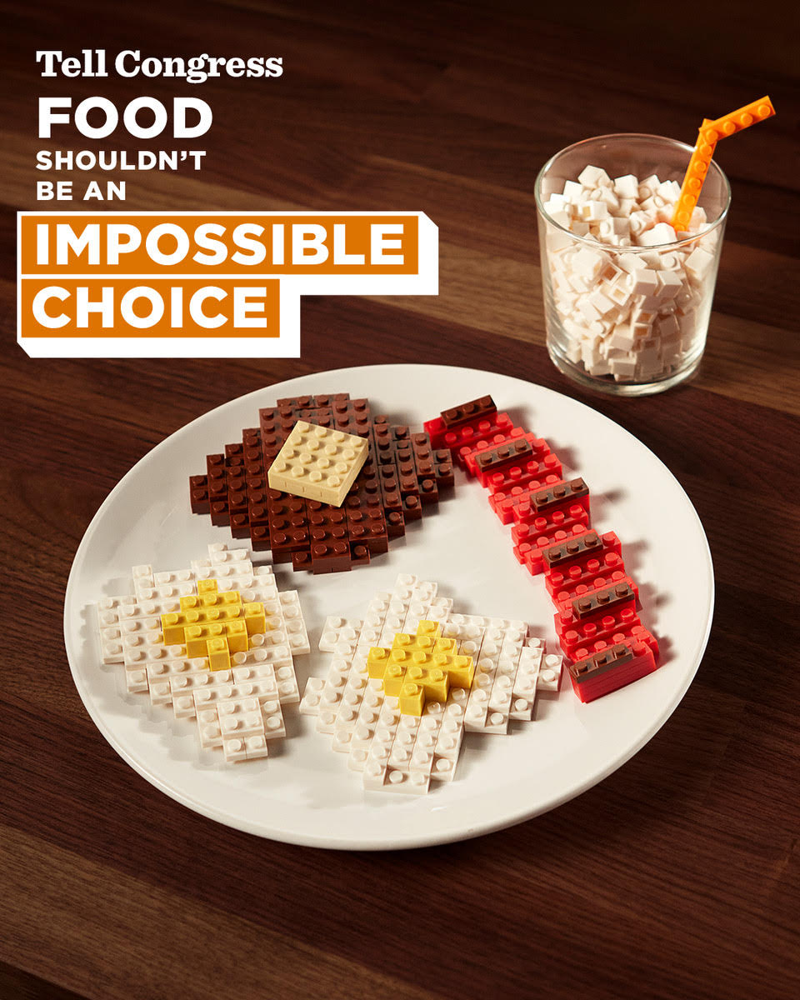 Tell Congress
FOOD
SHOULDN'T
BE AN
IMPOSSIBLE
CHOICE